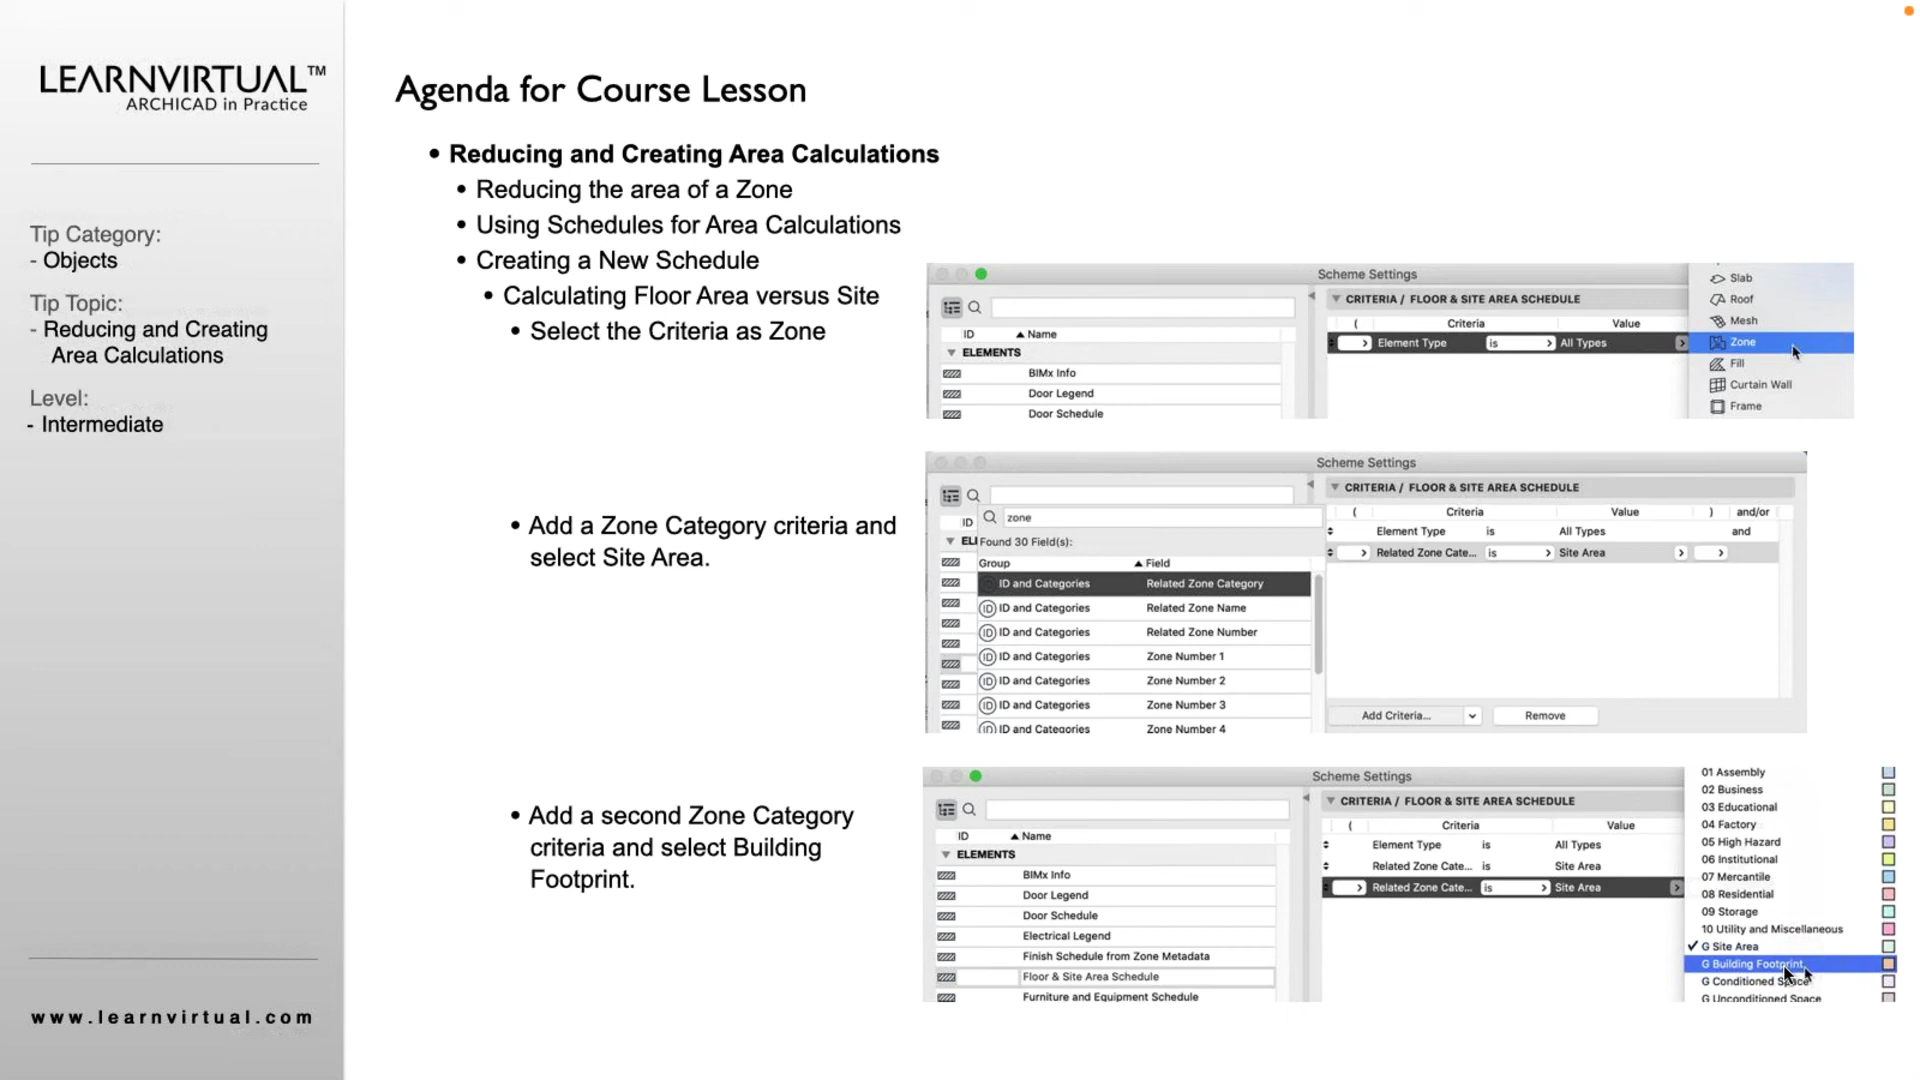 LEARNVIRTUAL™
ARCHICAD in Practice
Tip Category:
- Objects
Tip Topic:
- Reducing and Creating
Area Calculations
Level:
- Intermediate
www.learnvirtual.com
Agenda for Course Lesson
• Reducing and Creating Area Calculations
• Reducing the area of a Zone
• Using Schedules for Area Calculations
• Creating a New Schedule
• Calculating Floor Area versus Site
• Select the Criteria as Zone
Scheme Settings
ID Name
ELEMENTS
BIMx Info
Door Legend
Door Schedule
CRITERIA / FLOOR & SITE AREA SCHEDULE
( Criteria Value
Element Type is All Types
Slab
Roof
Mesh
Zone
Fill
Curtain Wall
Frame
• Add a Zone Category criteria and
select Site Area.
Scheme Settings
ID
zone
Found 30 Field(s):
Group Field
ID and Categories Related Zone Category
ID and Categories Related Zone Name
ID and Categories Related Zone Number
ID and Categories Zone Number 1
ID and Categories Zone Number 2
ID and Categories Zone Number 3
ID and Categories Zone Number 4
CRITERIA / FLOOR & SITE AREA SCHEDULE
( Criteria Value ) and/or
Element Type is All Types and
Related Zone Cate... is Site Area
Add Criteria... Remove
• Add a second Zone Category
criteria and select Building
Footprint.
Scheme Settings
ID Name
ELEMENTS
BIMx Info
Door Legend
Door Schedule
Electrical Legend
Finish Schedule from Zone Metadata
Floor & Site Area Schedule
Furniture and Equipment Schedule
CRITERIA / FLOOR & SITE AREA SCHEDULE
( Criteria Value
Element Type is All Types
Related Zone Cate... is Site Area
Related Zone Cate... is Site Area
01 Assembly
02 Business
03 Educational
04 Factory
05 High Hazard
06 Institutional
07 Mercantile
08 Residential
09 Storage
10 Utility and Miscellaneous
G Site Area
G Building Footprint
G Conditioned Space
G Unconditioned Space